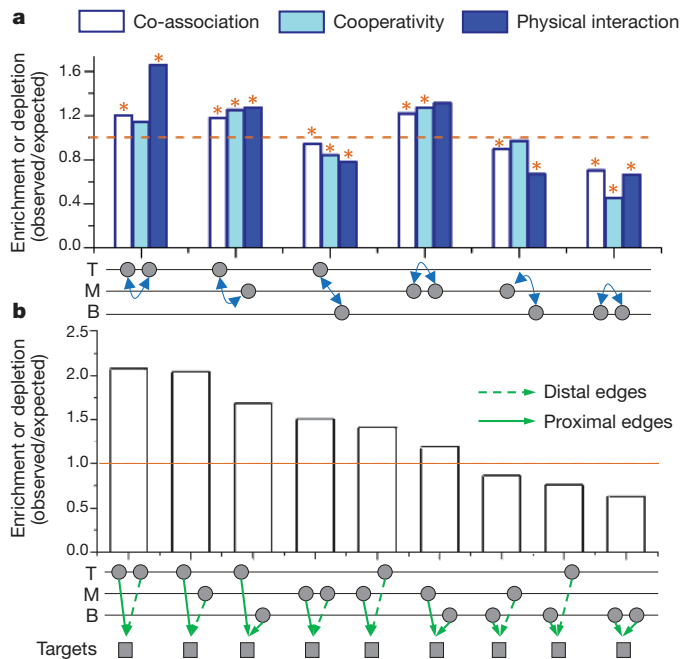 a
Co-association Cooperativity Physical interaction
Enrichment or depletion
(observed/expected)
1.6
1.2
0.8
0.4
0.0
* * * * * * * * * * * * * *
T
M
B
b
Enrichment or depletion
(observed/expected)
2.5
2.0
1.5
1.0
0.5
0.0
Distal edges
Proximal edges
T
M
B
Targets